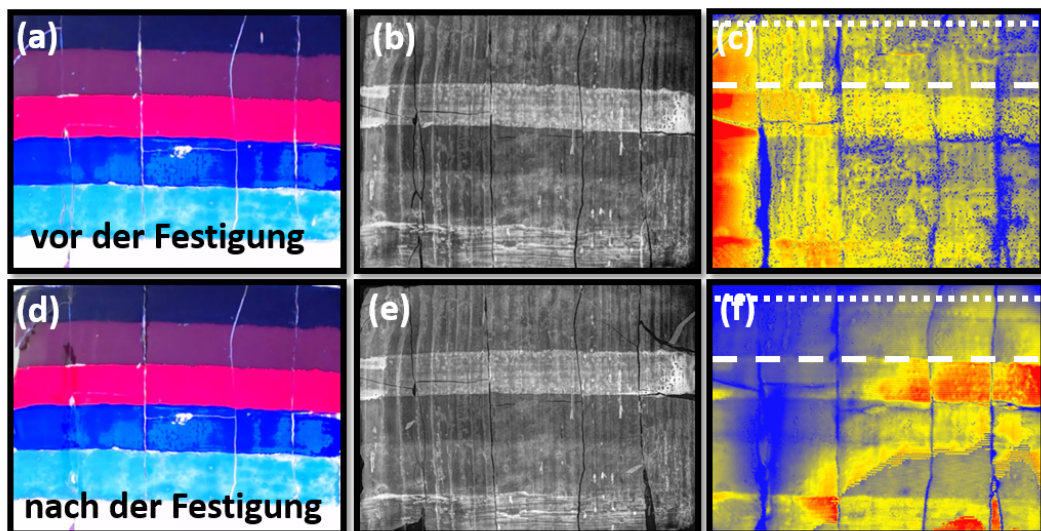 (a)
(b)
(c)
vor der Festigung
(d)
(e)
(f)
nach der Festigung